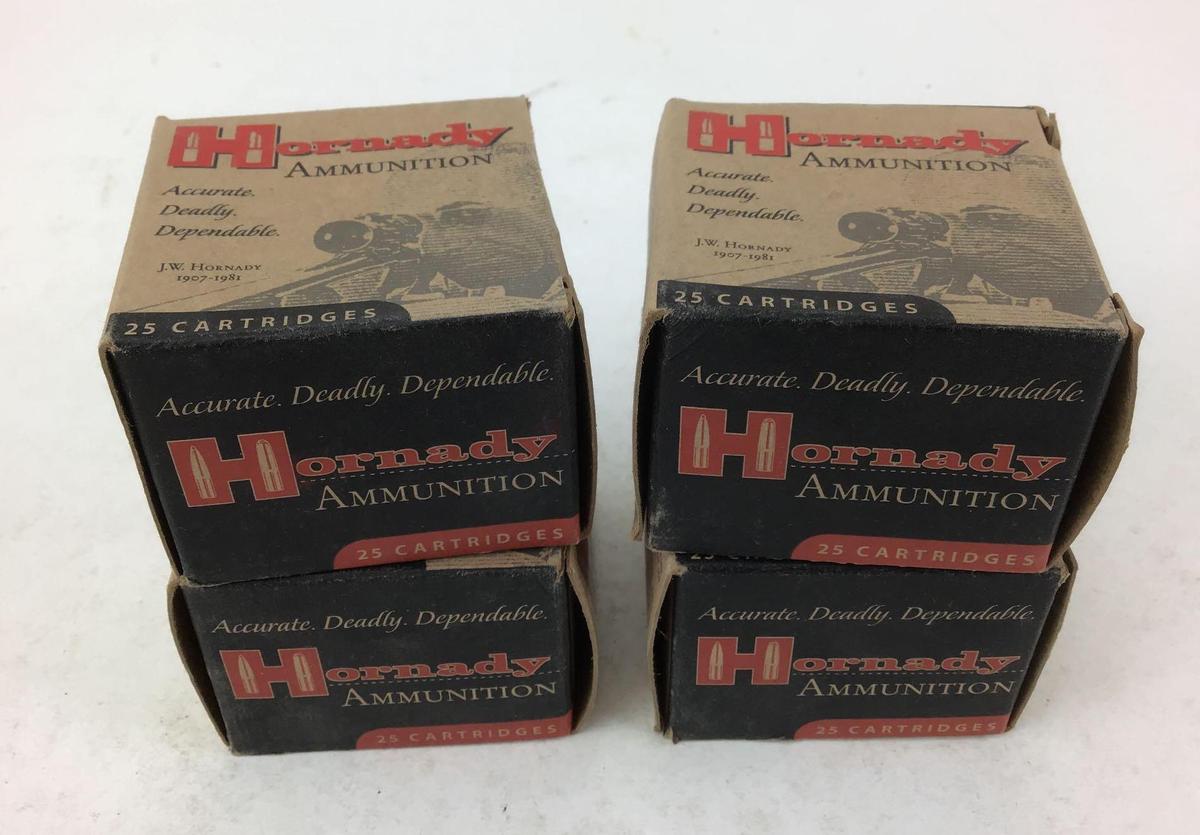 Hornady
AMMUNITION
Accurate.
Deadly.
Dependable.
J.W. HORNADY
1907-1981
25 CARTRIDGES
Accurate. Deadly. Dependable.
Hornady
AMMUNITION
25 CARTRIDGES
Hornady
AMMUNITION
Accurate.
Deadly.
Dependable.
J.W. HORNADY
1907-1981
25 CARTRIDGES
Accurate. Deadly. Dependable.
Hornady
AMMUNITION
25 CARTRIDGES
Accurate. Deadly. Dependable.
Hornady
AMMUNITION
25 CARTRIDGES
25
Accurate. Deadly. Dependable.
Hornady
AMMUNITION
25 CARTRIDGES